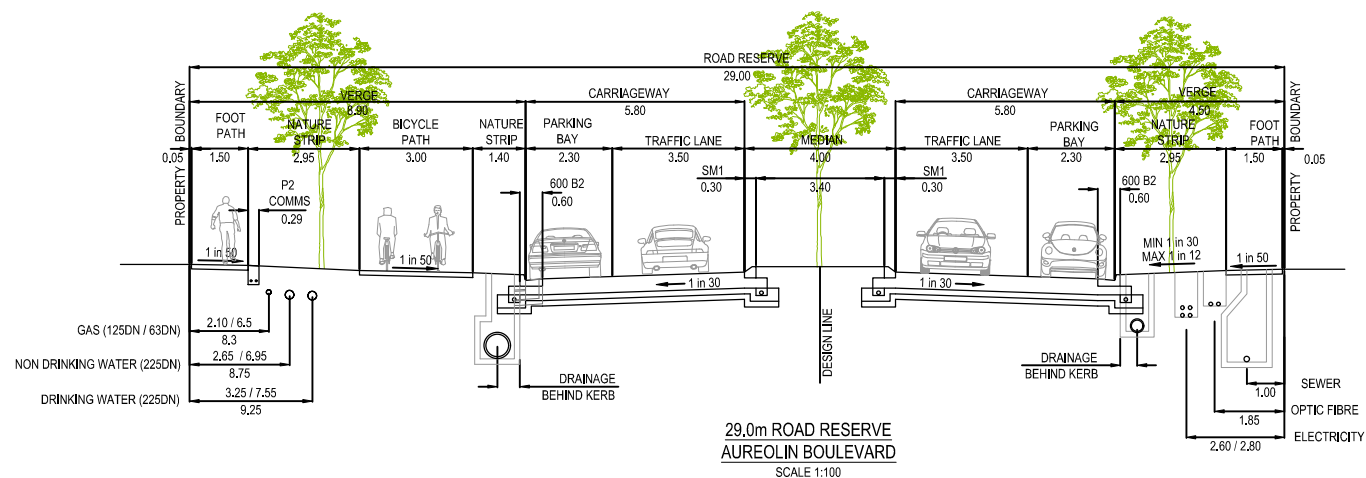 ROAD RESERVE
29.00
VERGE
8.90
CARRIAGEWAY
5.80
CARRIAGEWAY
5.80
VERGE
4.50
PROPERTY BOUNDARY
0.05
FOOT
PATH
1.50
NATURE
STRIP
2.95
BICYCLE
PATH
3.00
NATURE
STRIP
1.40
PARKING
BAY
2.30
TRAFFIC LANE
3.50
MEDIAN
4.00
TRAFFIC LANE
3.50
PARKING
BAY
2.30
NATURE
STRIP
2.95
FOOT
PATH
1.50
PROPERTY BOUNDARY
0.05
P2
COMMS
0.29
600 B2
0.60
SM1
0.30
3.40
SM1
0.30
600 B2
0.60
1 in 50
1 in 50
1 in 30
1 in 30
MIN 1 in 30
MAX 1 in 12
1 in 50
DESIGN LINE
GAS (125DN / 63DN)
2.10 / 6.5
8.3
NON DRINKING WATER (225DN)
2.65 / 6.95
8.75
DRINKING WATER (225DN)
3.25 / 7.55
9.25
DRAINAGE
BEHIND KERB
DRAINAGE
BEHIND KERB
SEWER
1.00
OPTIC FIBRE
1.85
ELECTRICITY
2.60 / 2.80
29.0m ROAD RESERVE
AUREOLIN BOULEVARD
SCALE 1:100